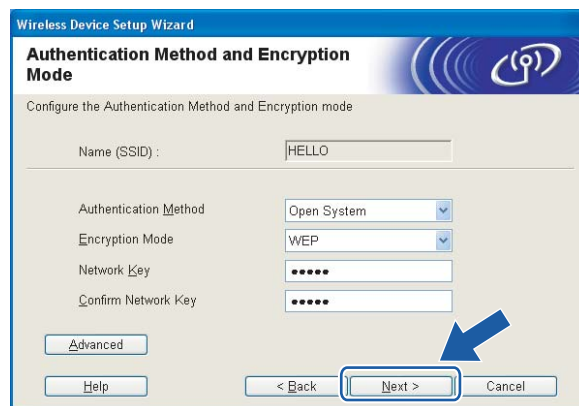 Wireless Device Setup Wizard
Authentication Method and Encryption
Mode
Configure the Authentication Method and Encryption mode
Name (SSID) : HELLO
Authentication Method Open System
Encryption Mode WEP
Network Key •••••
Confirm Network Key •••••
Advanced
Help < Back Next > Cancel